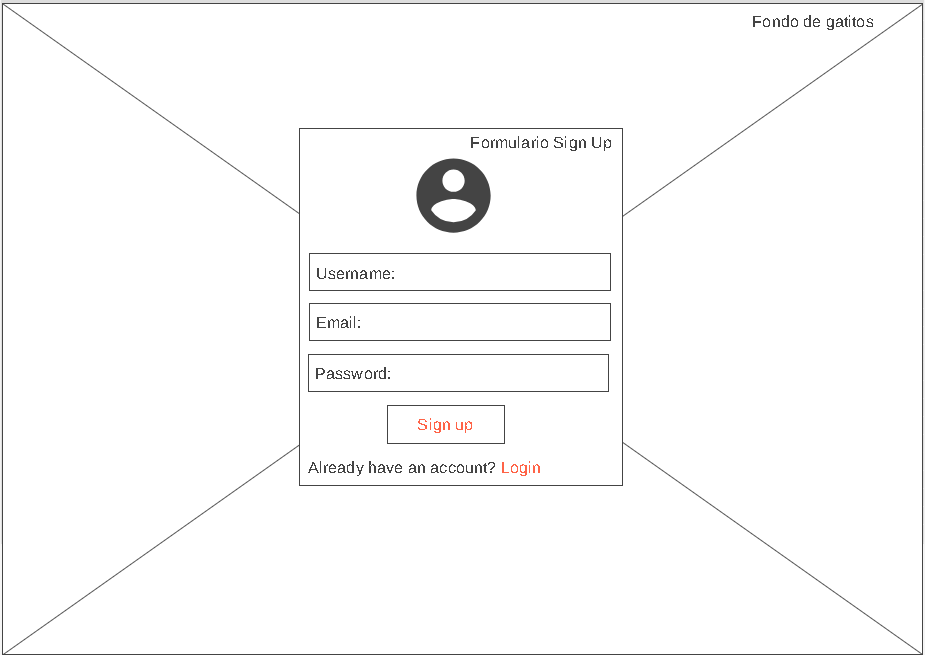 Fondo de gatitos
Formulario Sign Up
Username:
Email:
Password:
Sign up
Already have an account? Login